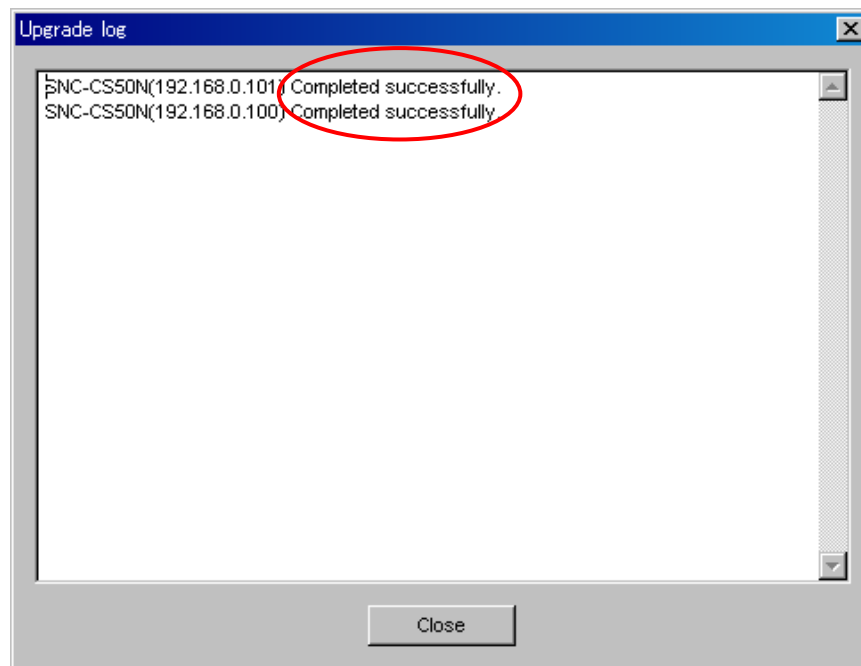 Upgrade log
SNC-CS50N(192.168.0.101) Completed successfully.
SNC-CS50N(192.168.0.100) Completed successfully.
Close